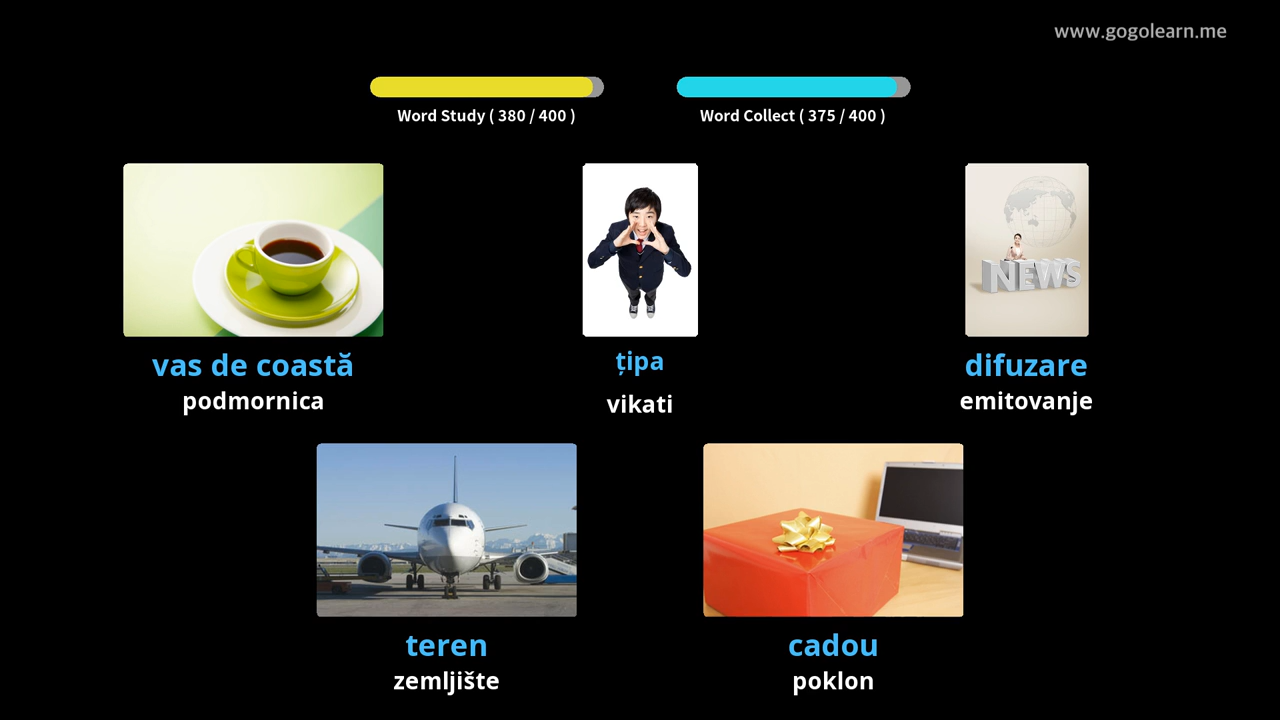 www.gogolearn.me
Word Study ( 380 / 400 )
Word Collect ( 375 / 400 )
NEWS
vas de coastă
podmornica
țipa
vikati
difuzare
emitovanje
teren
zemljište
cadou
poklon